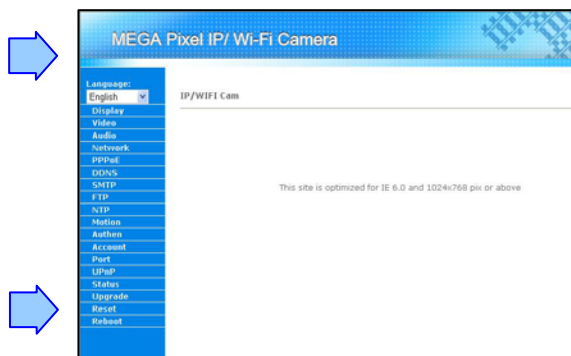 MEGA Pixel IP/ Wi-Fi Camera
Language:
English
IP/WIFI Cam
Display
Video
Audio
Network
PPPoE
DDNS
SMTP
This site is optimized for IE 6.0 and 1024x768 pix or above
FTP
NTP
Motion
Authen
Account
Port
UPnP
Status
Upgrade
Reset
Reboot